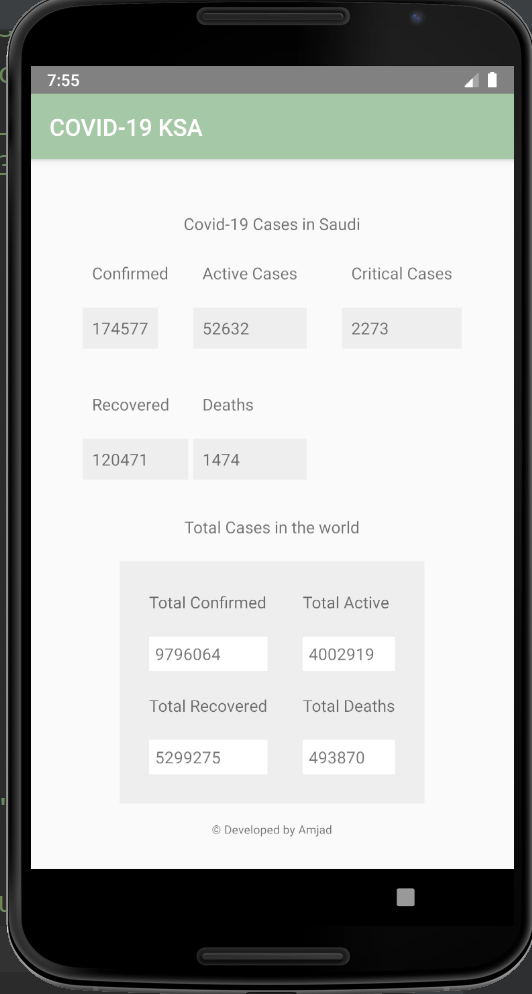 7:55
COVID-19 KSA
Covid-19 Cases in Saudi
Confirmed Active Cases Critical Cases
174577 52632 2273
Recovered Deaths
120471 1474
Total Cases in the world
Total Confirmed Total Active
9796064 4002919
Total Recovered Total Deaths
5299275 493870
© Developed by Amjad